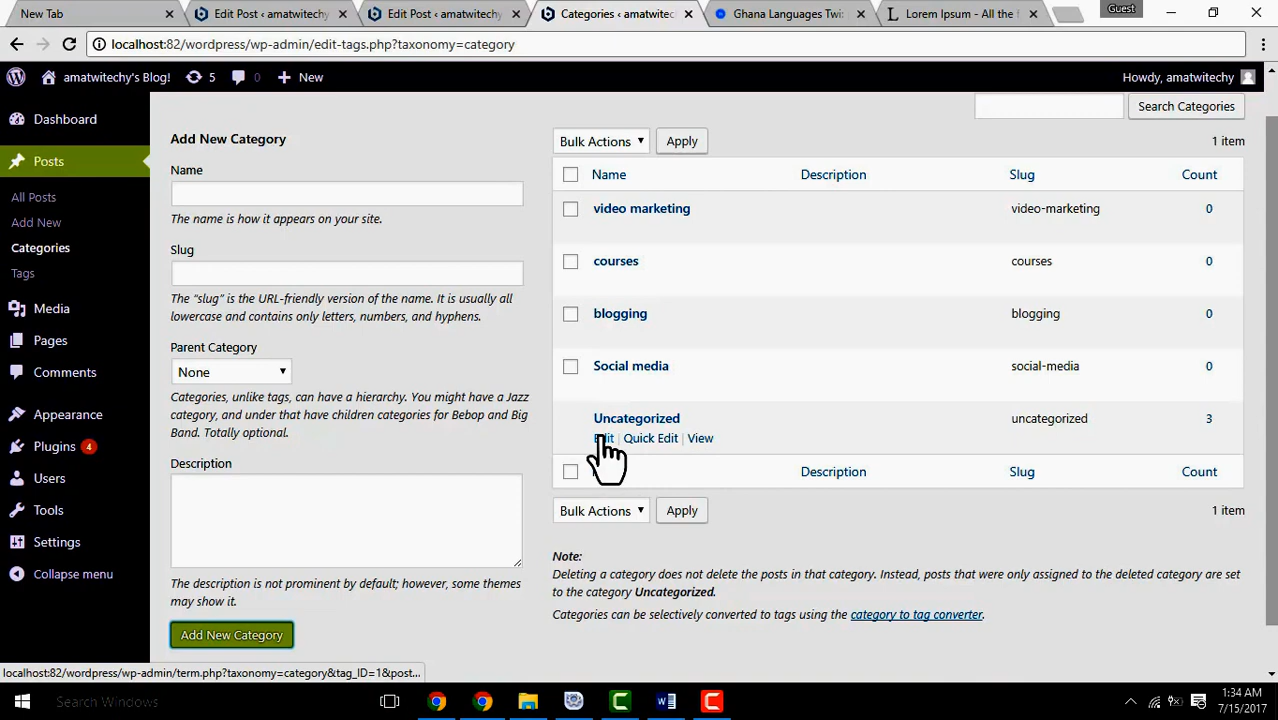 New Tab
Edit Post ‹ amatwitechy
Edit Post ‹ amatwitechy
Categories ‹ amatwitec
Ghana Languages Twi:
Lorem Ipsum - All the f
Guest
localhost:82/wordpress/wp-admin/edit-tags.php?taxonomy=category
amatwitechy's Blog! 5 0 New Howdy, amatwitechy
Search Categories
Dashboard
Posts
All Posts
Add New
Categories
Tags
Media
Pages
Comments
Appearance
Plugins 4
Users
Tools
Settings
Collapse menu
Add New Category
Name
The name is how it appears on your site.
Slug
The “slug” is the URL-friendly version of the name. It is usually all
lowercase and contains only letters, numbers, and hyphens.
Parent Category
None
Categories, unlike tags, can have a hierarchy. You might have a Jazz
category, and under that have children categories for Bebop and Big
Band. Totally optional.
Description
The description is not prominent by default; however, some themes
may show it.
Add New Category
Bulk Actions Apply 1 item
Name Description Slug Count
video marketing video-marketing 0
courses courses 0
blogging blogging 0
Social media social-media 0
Uncategorized uncategorized 3
Edit | Quick Edit | View
Description Slug Count
Bulk Actions Apply 1 item
Note:
Deleting a category does not delete the posts in that category. Instead, posts that were only assigned to the deleted category are set
to the category Uncategorized.
Categories can be selectively converted to tags using the category to tag converter.
localhost:82/wordpress/wp-admin/term.php?taxonomy=category&tag_ID=1&post...
Search Windows
1:34 AM
7/15/2017